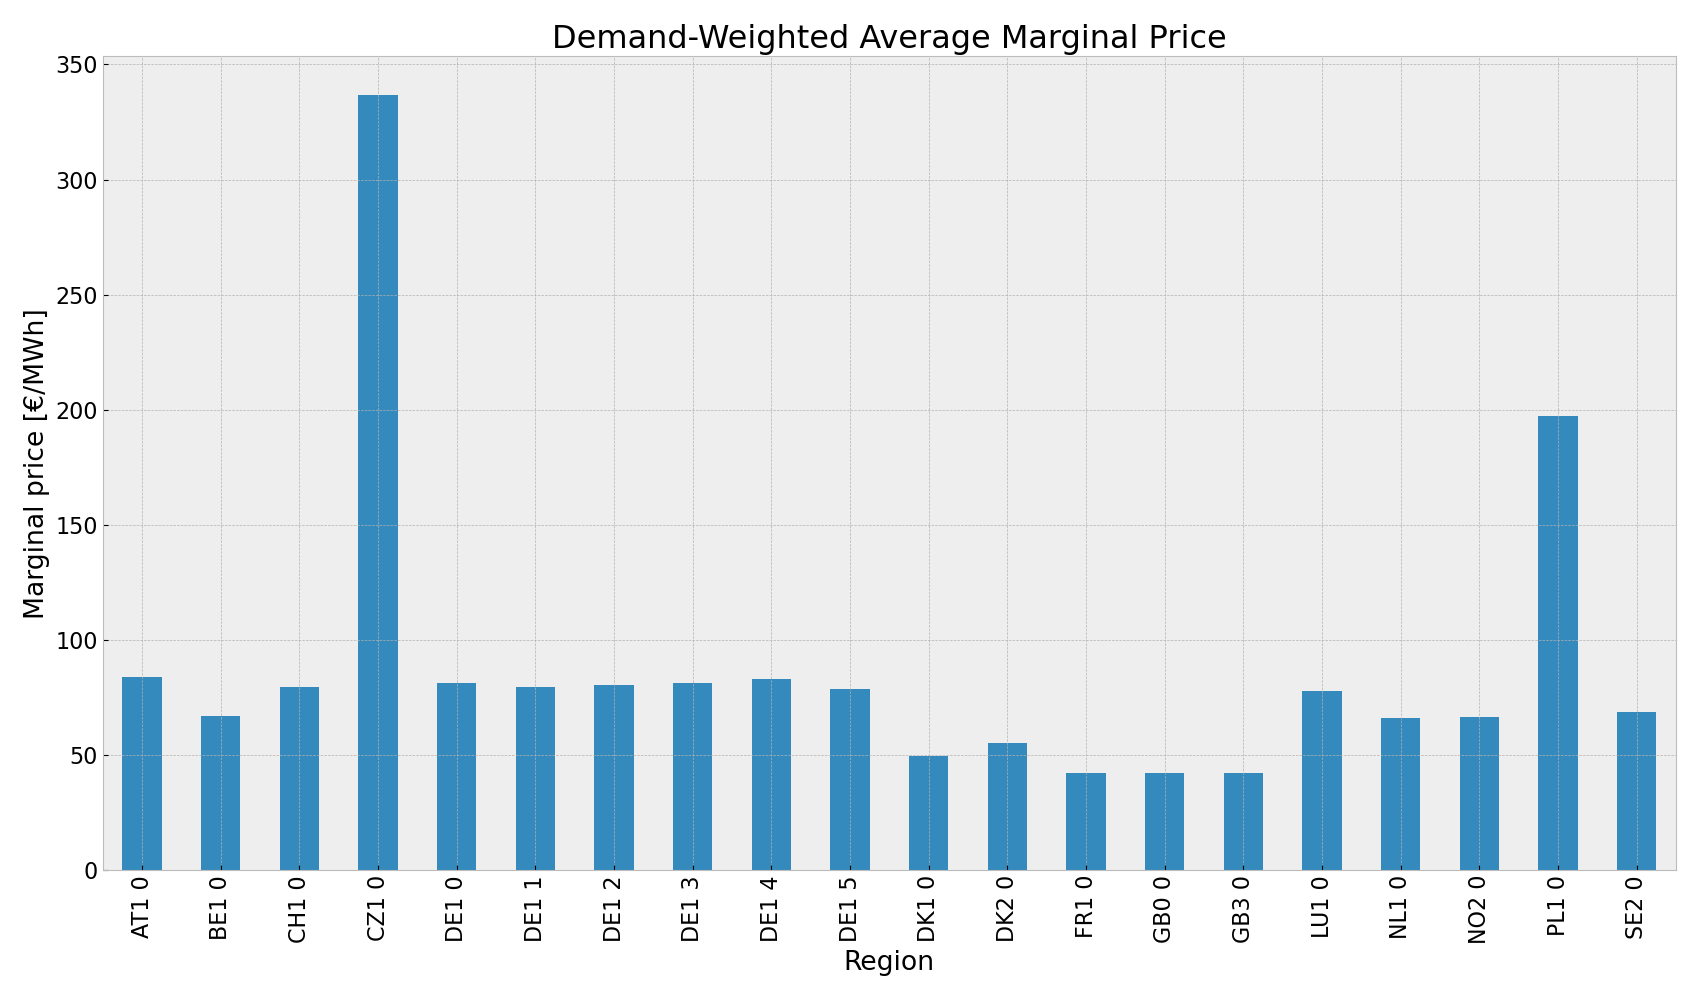 Demand-Weighted Average Marginal Price
350
300
250
200
150
100
50
0
Marginal price [€/MWh]
AT1 0
BE1 0
CH1 0
CZ1 0
DE1 0
DE1 1
DE1 2
DE1 3
DE1 4
DE1 5
DK1 0
DK2 0
FR1 0
GB0 0
GB3 0
LU1 0
NL1 0
NO2 0
PL1 0
SE2 0
Region